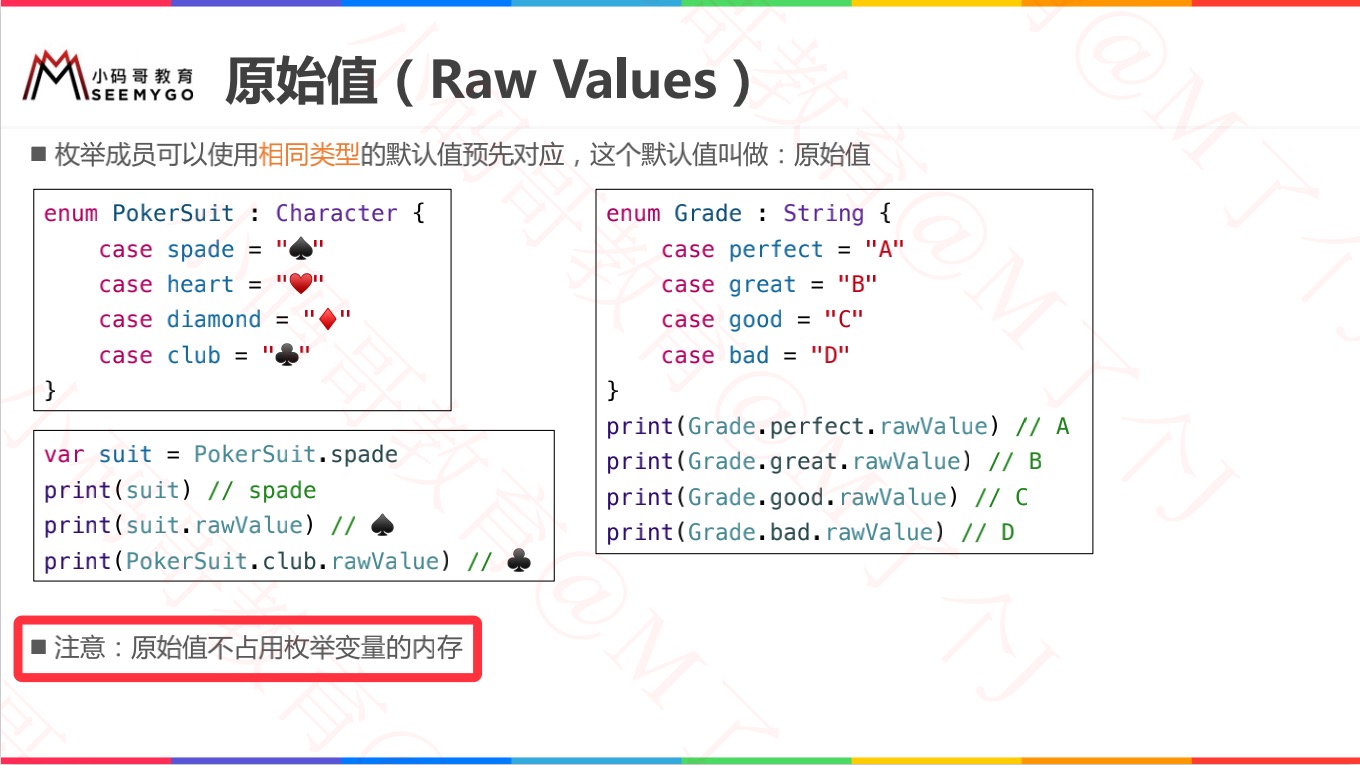 小码哥教育
SEEMYGO
原始值（Raw Values）
■ 枚举成员可以使用相同类型的默认值预先对应，这个默认值叫做：原始值
enum PokerSuit : Character {
    case spade = "♠️"
    case heart = "♥️"
    case diamond = "♦️"
    case club = "♣️"
}
var suit = PokerSuit.spade
print(suit) // spade
print(suit.rawValue) // ♠️
print(PokerSuit.club.rawValue) // ♣️
enum Grade : String {
    case perfect = "A"
    case great = "B"
    case good = "C"
    case bad = "D"
}
print(Grade.perfect.rawValue) // A
print(Grade.great.rawValue) // B
print(Grade.good.rawValue) // C
print(Grade.bad.rawValue) // D
■ 注意：原始值不占用枚举变量的内存
小码哥教育@M了个J